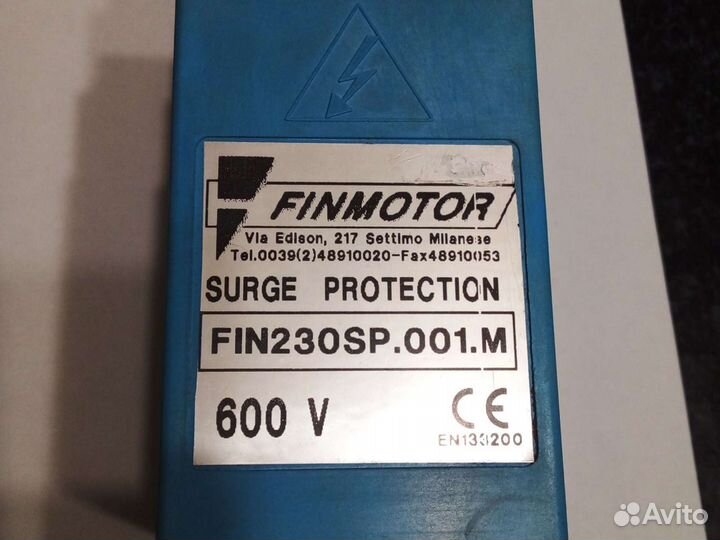 FINMOTOR
Via Edison, 217 Settimo Milanese
Tel.0039(2)48910020-Fax48910053
SURGE PROTECTION
FIN230SP.001.M
600 V
CE
EN133200
Avito